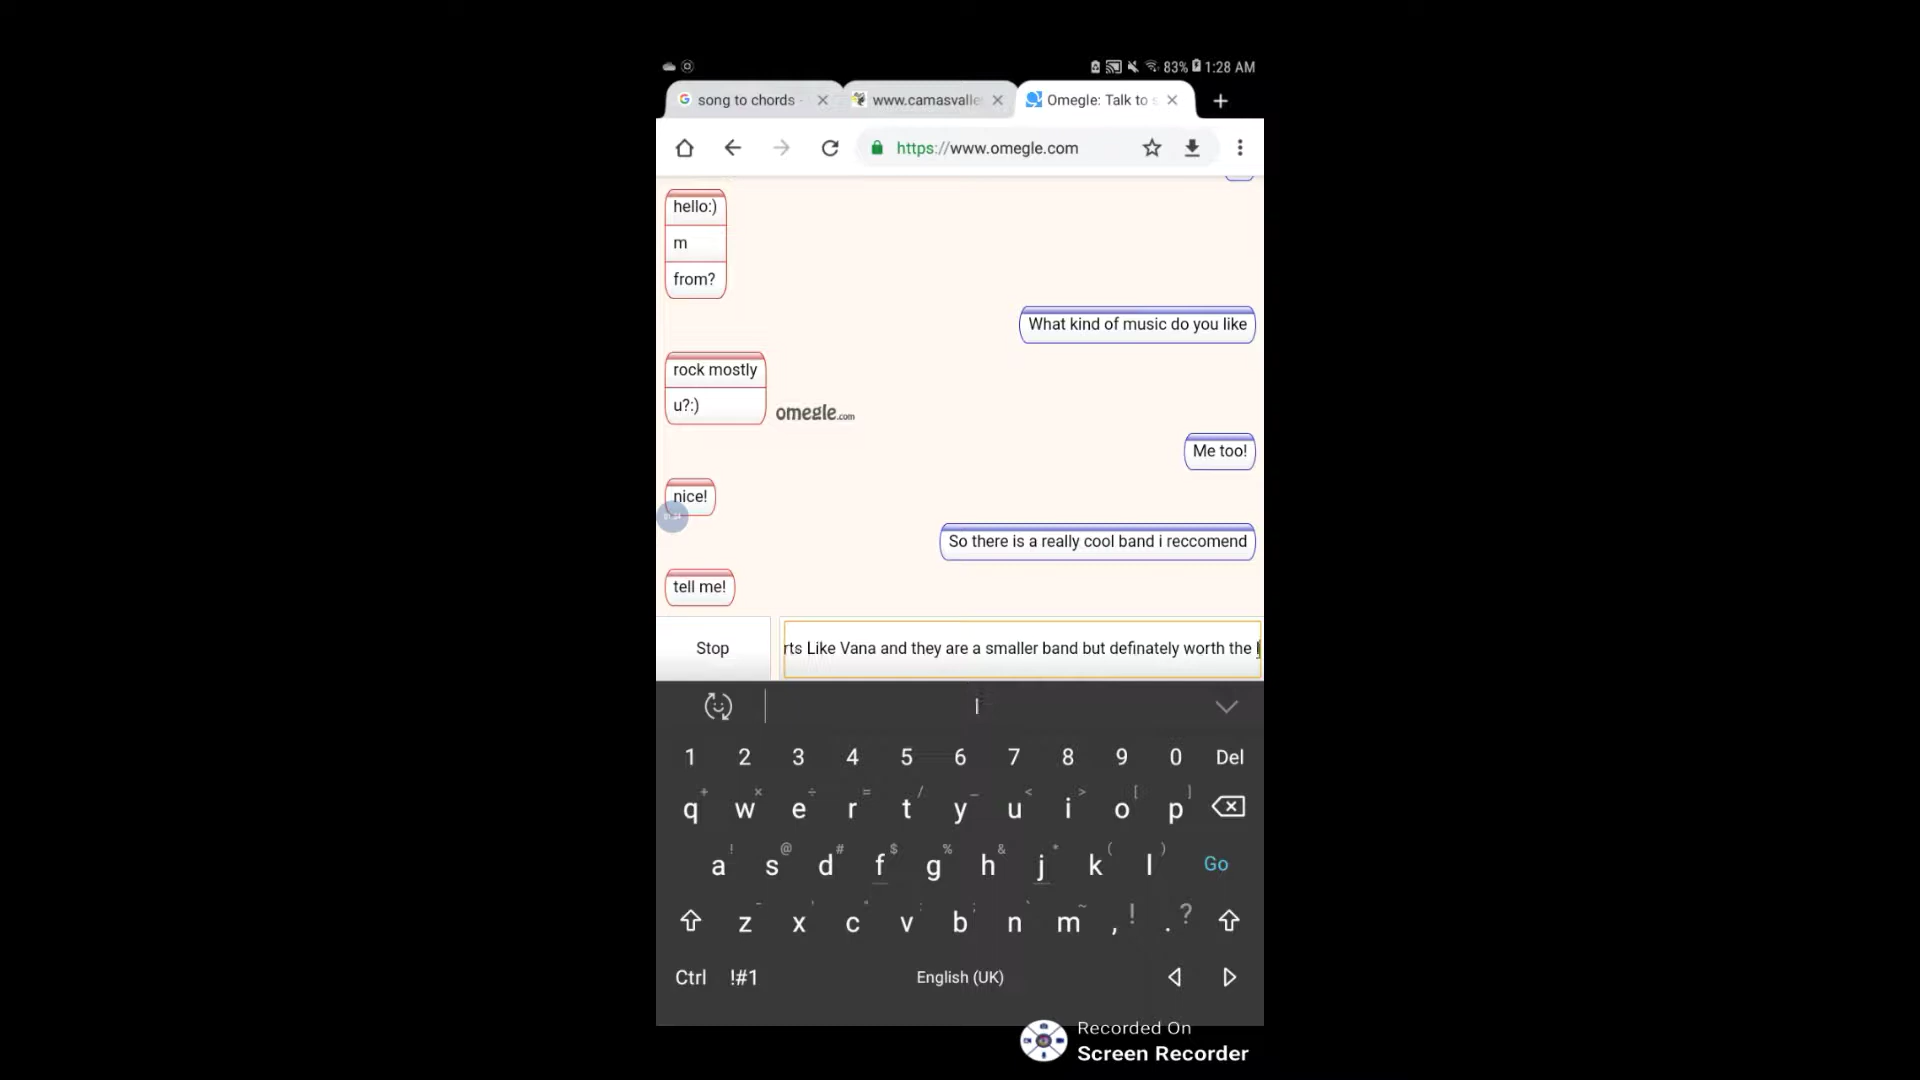 83% 1:28 AM
song to chords
www.camasvalle
Omegle: Talk to s
https://www.omegle.com
hello:)
m
from?
What kind of music do you like
rock mostly
u?:)
omegle.com
Me too!
nice!
So there is a really cool band i reccomend
tell me!
Stop
rts Like Vana and they are a smaller band but definately worth the l
l
1 2 3 4 5 6 7 8 9 0 Del
+ × ÷ = / _ < > [ ]
q w e r t y u i o p
! @ # $ % & * ( )
a s d f g h j k l Go
- ' " : ; ` ~
z x c v b n m , ! . ?
Ctrl !#1 English (UK)
Recorded On
Screen Recorder